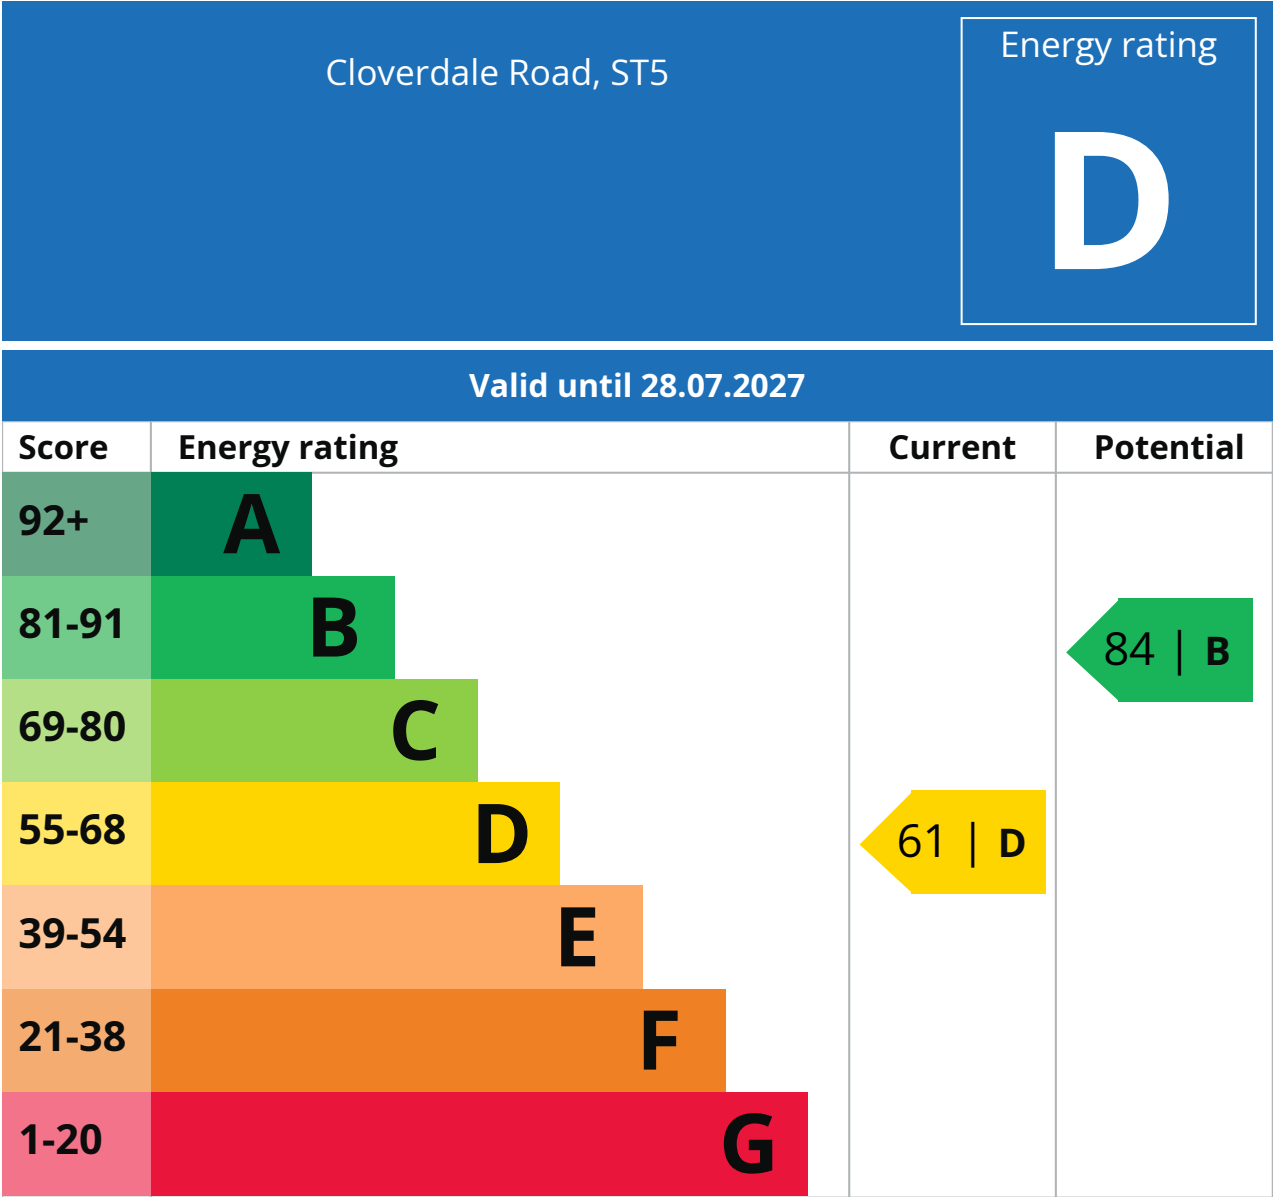 Cloverdale Road, ST5
Energy rating
D
Valid until 28.07.2027
Score Energy rating Current Potential
92+ A
81-91 B 84 | B
69-80 C
55-68 D 61 | D
39-54 E
21-38 F
1-20 G